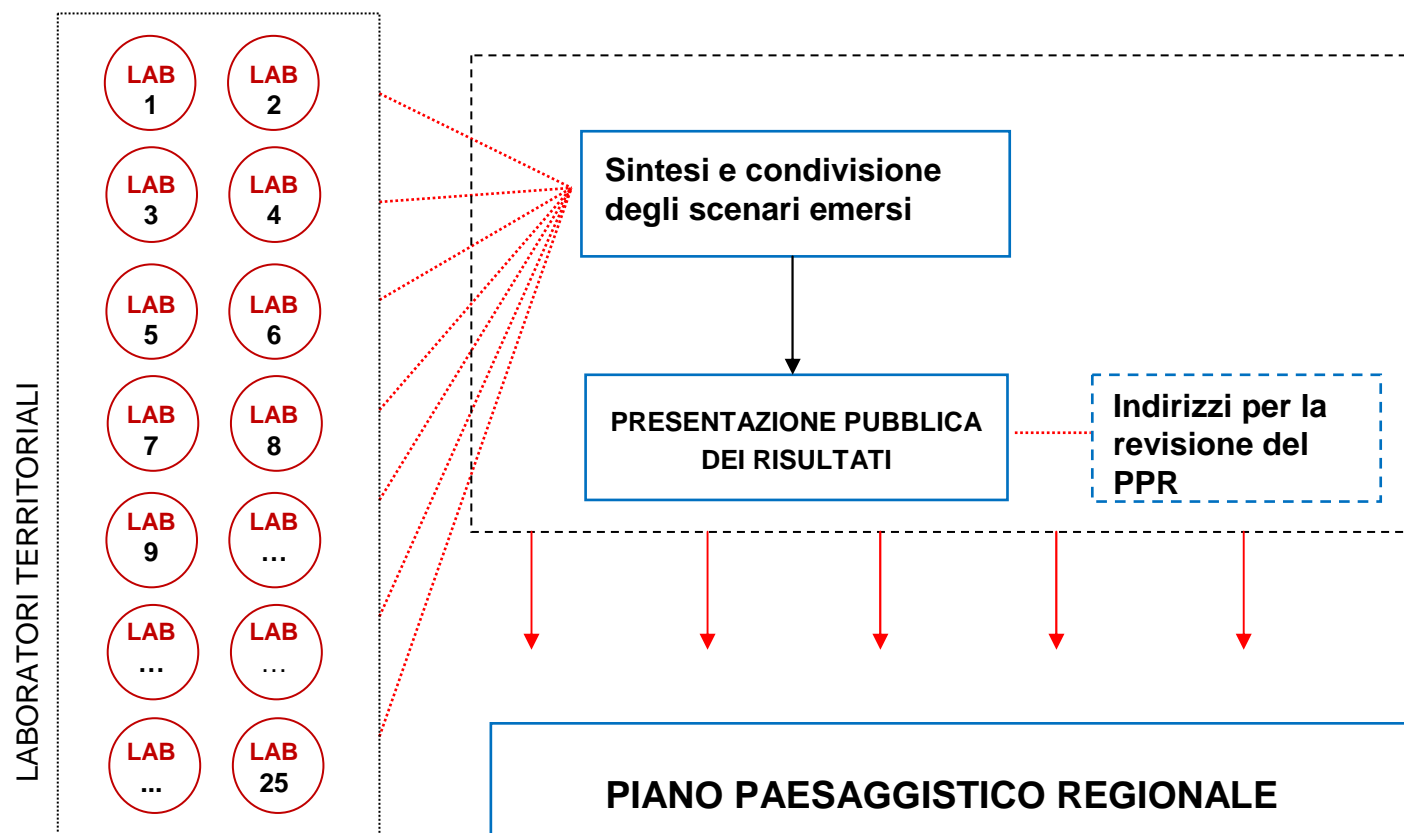 LABORATORI TERRITORIALI
LAB
1
LAB
2
LAB
3
LAB
4
LAB
5
LAB
6
LAB
7
LAB
8
LAB
9
LAB
...
LAB
...
LAB
...
LAB
...
LAB
25
Sintesi e condivisione
degli scenari emersi
PRESENTAZIONE PUBBLICA
DEI RISULTATI
Indirizzi per la
revisione del
PPR
PIANO PAESAGGISTICO REGIONALE